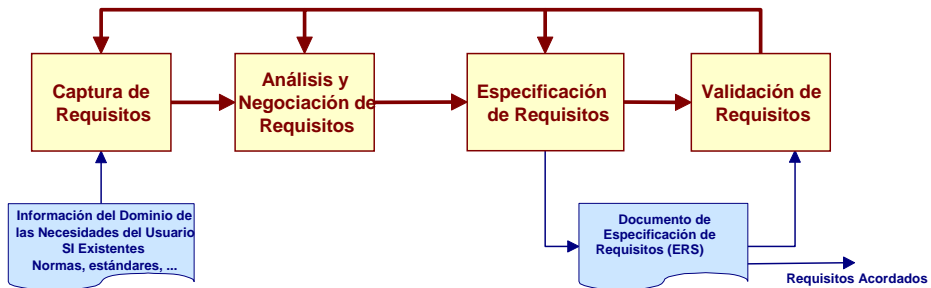 Captura de
Requisitos
Análisis y
Negociación de
Requisitos
Especificación
de Requisitos
Validación de
Requisitos
Información del Dominio de
las Necesidades del Usuario
SI Existentes
Normas, estándares, ...
Documento de
Especificación de
Requisitos (ERS)
Requisitos Acordados